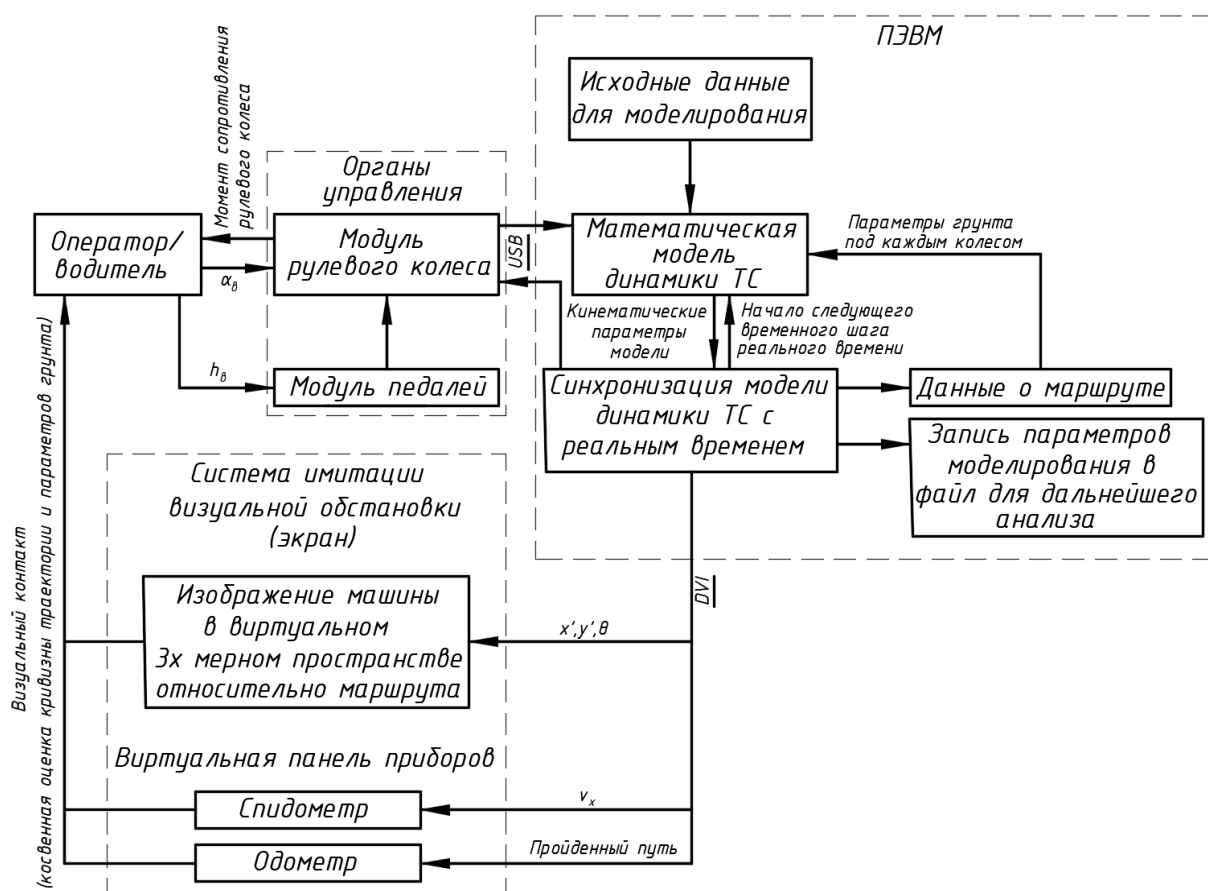 ПЭВМ
Исходные данные
для моделирования
Момент сопротивления
рулевого колеса
Органы
управления
Оператор/
водитель
αв
Модуль
рулевого колеса
USB
Математическая
модель
динамики ТС
Параметры грунта
под каждым колесом
Кинематические
параметры
модели
Начало следующего
временного шага
реального времени
hв
Модуль педалей
Синхронизация модели
динамики ТС с
реальным временем
Данные о маршруте
Запись параметров
моделирования в
файл для дальнейшего
анализа
Визуальный контакт
(косвенная оценка кривизны траектории и параметров грунта)
Система имитации
визуальной обстановки
(экран)
DVI
Изображение машины
в виртуальном
3х мерном пространстве
относительно маршрута
x',y',θ
Виртуальная панель приборов
Спидометр
vx
Одометр
Пройденный путь